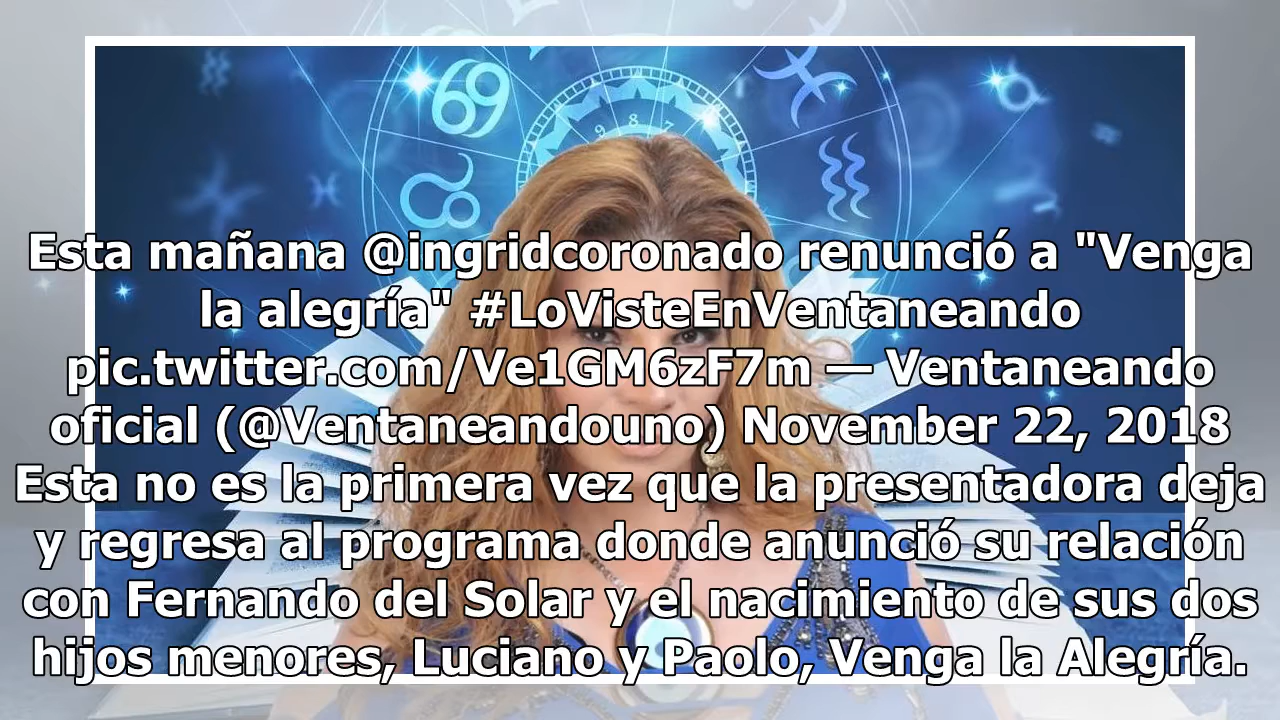 Esta mañana @ingridcoronado renunció a "Venga
la alegría" #LoVisteEnVentaneando
pic.twitter.com/Ve1GM6zF7m — Ventaneando
oficial (@Ventaneandouno) November 22, 2018
Esta no es la primera vez que la presentadora deja
y regresa al programa donde anunció su relación
con Fernando del Solar y el nacimiento de sus dos
hijos menores, Luciano y Paolo, Venga la Alegría.